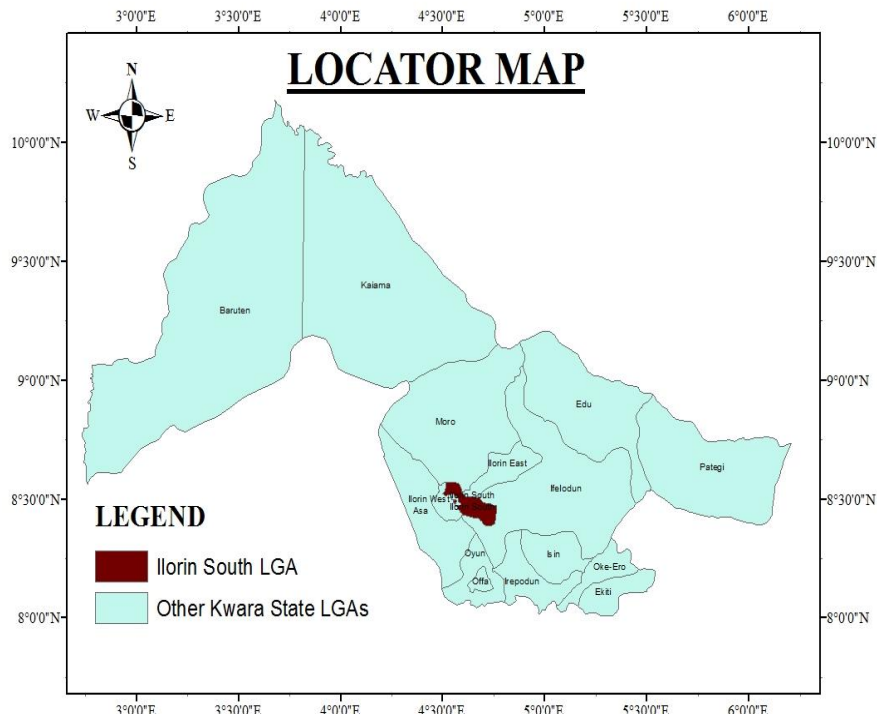 3°0'0"E 3°30'0"E 4°0'0"E 4°30'0"E 5°0'0"E 5°30'0"E 6°0'0"E
LOCATOR MAP
N
W E
S
10°0'0"N 10°0'0"N
9°30'0"N 9°30'0"N
Kaiama
Baruten
9°0'0"N 9°0'0"N
Edu
Moro
Ilorin East
Pategi
Ifelodun
8°30'0"N 8°30'0"N
Ilorin West
South
Asa
LEGEND
Ilorin South LGA
Other Kwara State LGAs
Oyun
Isin
Oke-Ero
Offa
Irepodun
Ekiti
8°0'0"N 8°0'0"N
3°0'0"E 3°30'0"E 4°0'0"E 4°30'0"E 5°0'0"E 5°30'0"E 6°0'0"E